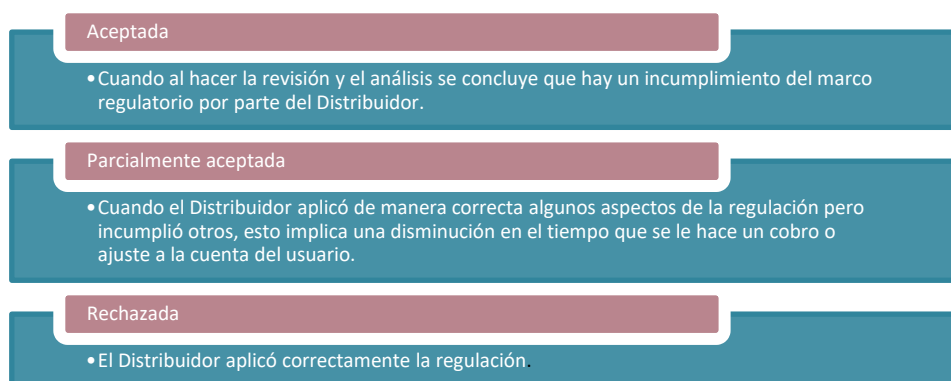 Aceptada
•Cuando al hacer la revisión y el análisis se concluye que hay un incumplimiento del marco
regulatorio por parte del Distribuidor.
Parcialmente aceptada
•Cuando el Distribuidor aplicó de manera correcta algunos aspectos de la regulación pero
incumplió otros, esto implica una disminución en el tiempo que se le hace un cobro o
ajuste a la cuenta del usuario.
Rechazada
•El Distribuidor aplicó correctamente la regulación.